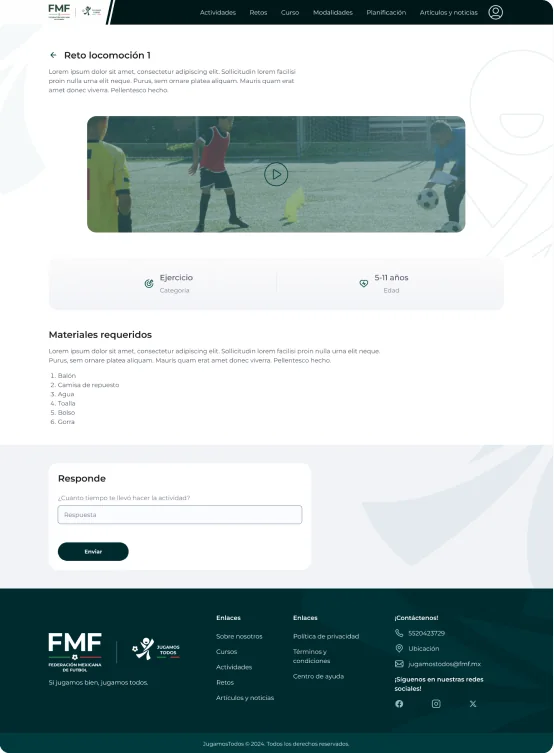 FMF
Actividades Retos Curso Modalidades Planificación Artículos y noticias
Reto locomoción 1
Lorem ipsum dolor sit amet, consectetur adipiscing elit. Sollicitudin lorem facilisi
proin nulla urna elit neque. Purus, sem ornare platea aliquam. Mauris quam erat
amet donec viverra. Pellentesco hecho.
Ejercicio
Categoría
5-11 años
Edad
Materiales requeridos
Lorem ipsum dolor sit amet, consectetur adipiscing elit. Sollicitudin lorem facilisi proin nulla urna elit neque.
Purus, sem ornare platea aliquam. Mauris quam erat amet donec viverra. Pellentesco hecho.
1. Balón
2. Camisa de repuesto
3. Agua
4. Toalla
5. Bolso
6. Gorra
Responde
¿Cuánto tiempo te llevó hacer la actividad?
Respuesta
Enviar
FMF
FEDERACIÓN MEXICANA
DE FUTBOL
JUGAMOS
TODOS
Si jugamos bien, jugamos todos.
Enlaces
Sobre nosotros
Cursos
Actividades
Retos
Artículos y noticias
Enlaces
Política de privacidad
Términos y
condiciones
Centro de ayuda
¡Contáctenos!
5520423729
Ubicación
jugamostodos@fmf.mx
¡Síguenos en nuestras redes
sociales!
JugamosTodos © 2024. Todos los derechos reservados.